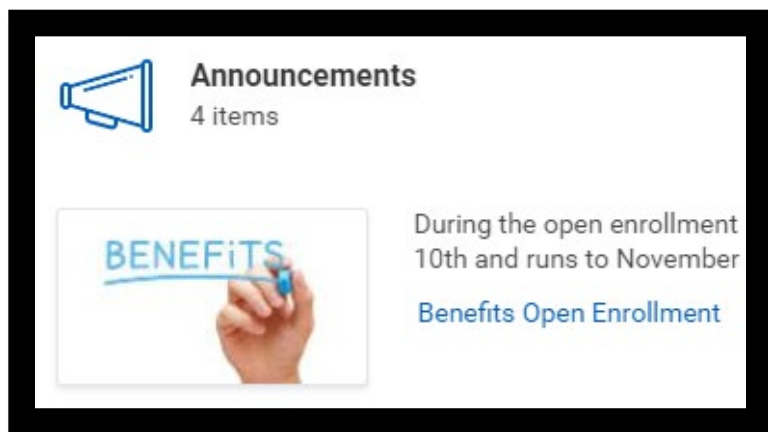 Announcements
4 items
BENEFiTS
During the open enrollment
10th and runs to November
Benefits Open Enrollment